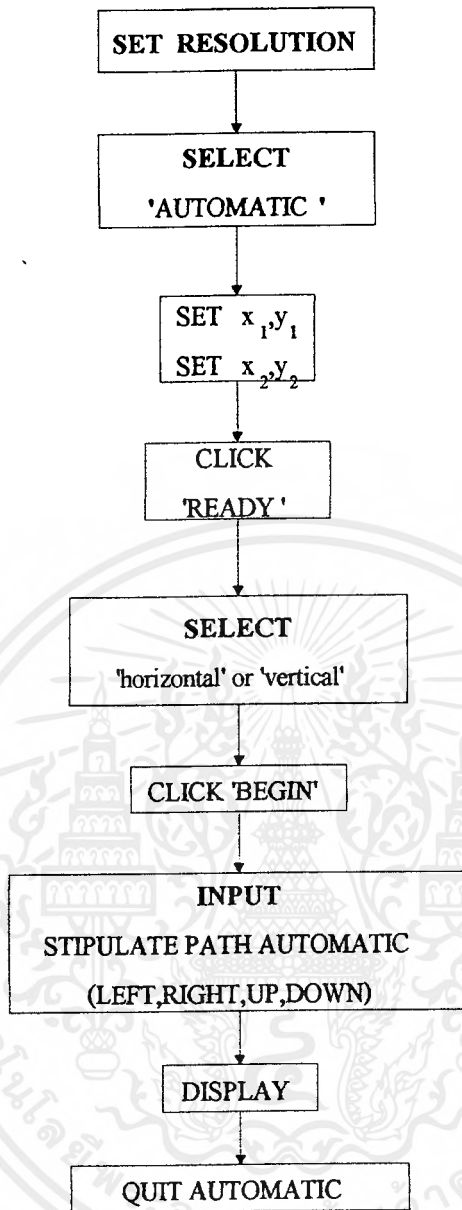 SET RESOLUTION
SELECT
'AUTOMATIC '
SET x₁,y₁
SET x₂,y₂
CLICK
'READY '
SELECT
'horizontal' or 'vertical'
CLICK 'BEGIN'
INPUT
STIPULATE PATH AUTOMATIC
(LEFT,RIGHT,UP,DOWN)
DISPLAY
QUIT AUTOMATIC